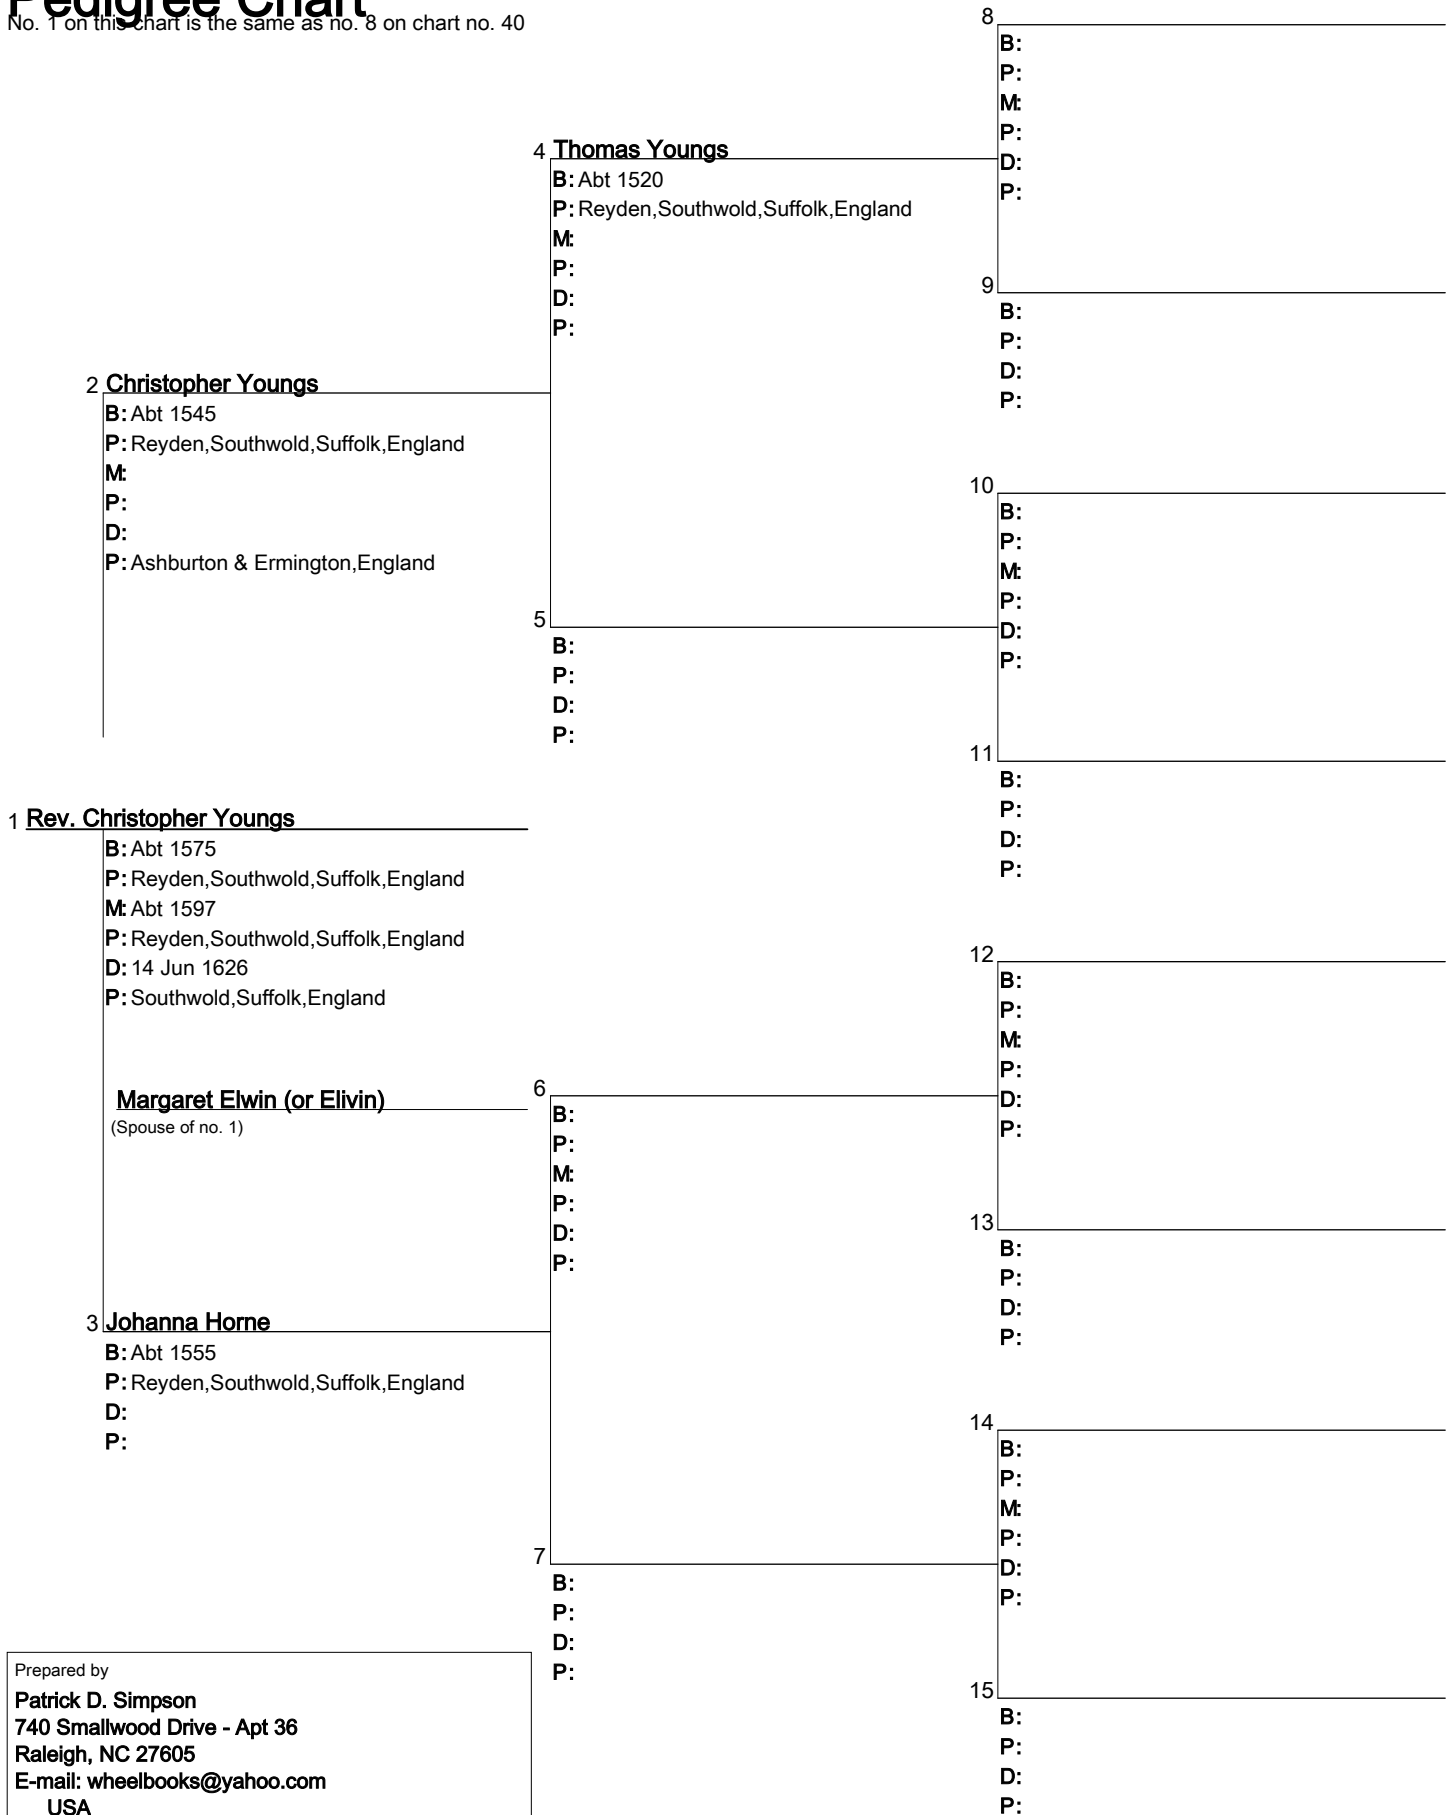 Pedigree Chart
No. 1 on this chart is the same as no. 8 on chart no. 40
1 Rev. Christopher Youngs
B: Abt 1575
P: Reyden,Southwold,Suffolk,England
M: Abt 1597
P: Reyden,Southwold,Suffolk,England
D: 14 Jun 1626
P: Southwold,Suffolk,England
Margaret Elwin (or Elivin)
(Spouse of no. 1)
2 Christopher Youngs
B: Abt 1545
P: Reyden,Southwold,Suffolk,England
M:
P:
D:
P: Ashburton & Ermington,England
3 Johanna Horne
B: Abt 1555
P: Reyden,Southwold,Suffolk,England
D:
P:
4 Thomas Youngs
B: Abt 1520
P: Reyden,Southwold,Suffolk,England
M:
P:
D:
P:
5
B:
P:
D:
P:
6
B:
P:
M:
P:
D:
P:
7
B:
P:
D:
P:
8
B:
P:
M:
P:
D:
P:
9
B:
P:
D:
P:
10
B:
P:
M:
P:
D:
P:
11
B:
P:
D:
P:
12
B:
P:
M:
P:
D:
P:
13
B:
P:
D:
P:
14
B:
P:
M:
P:
D:
P:
15
B:
P:
D:
P:
Prepared by
Patrick D. Simpson
740 Smallwood Drive - Apt 36
Raleigh, NC 27605
E-mail: wheelbooks@yahoo.com
USA